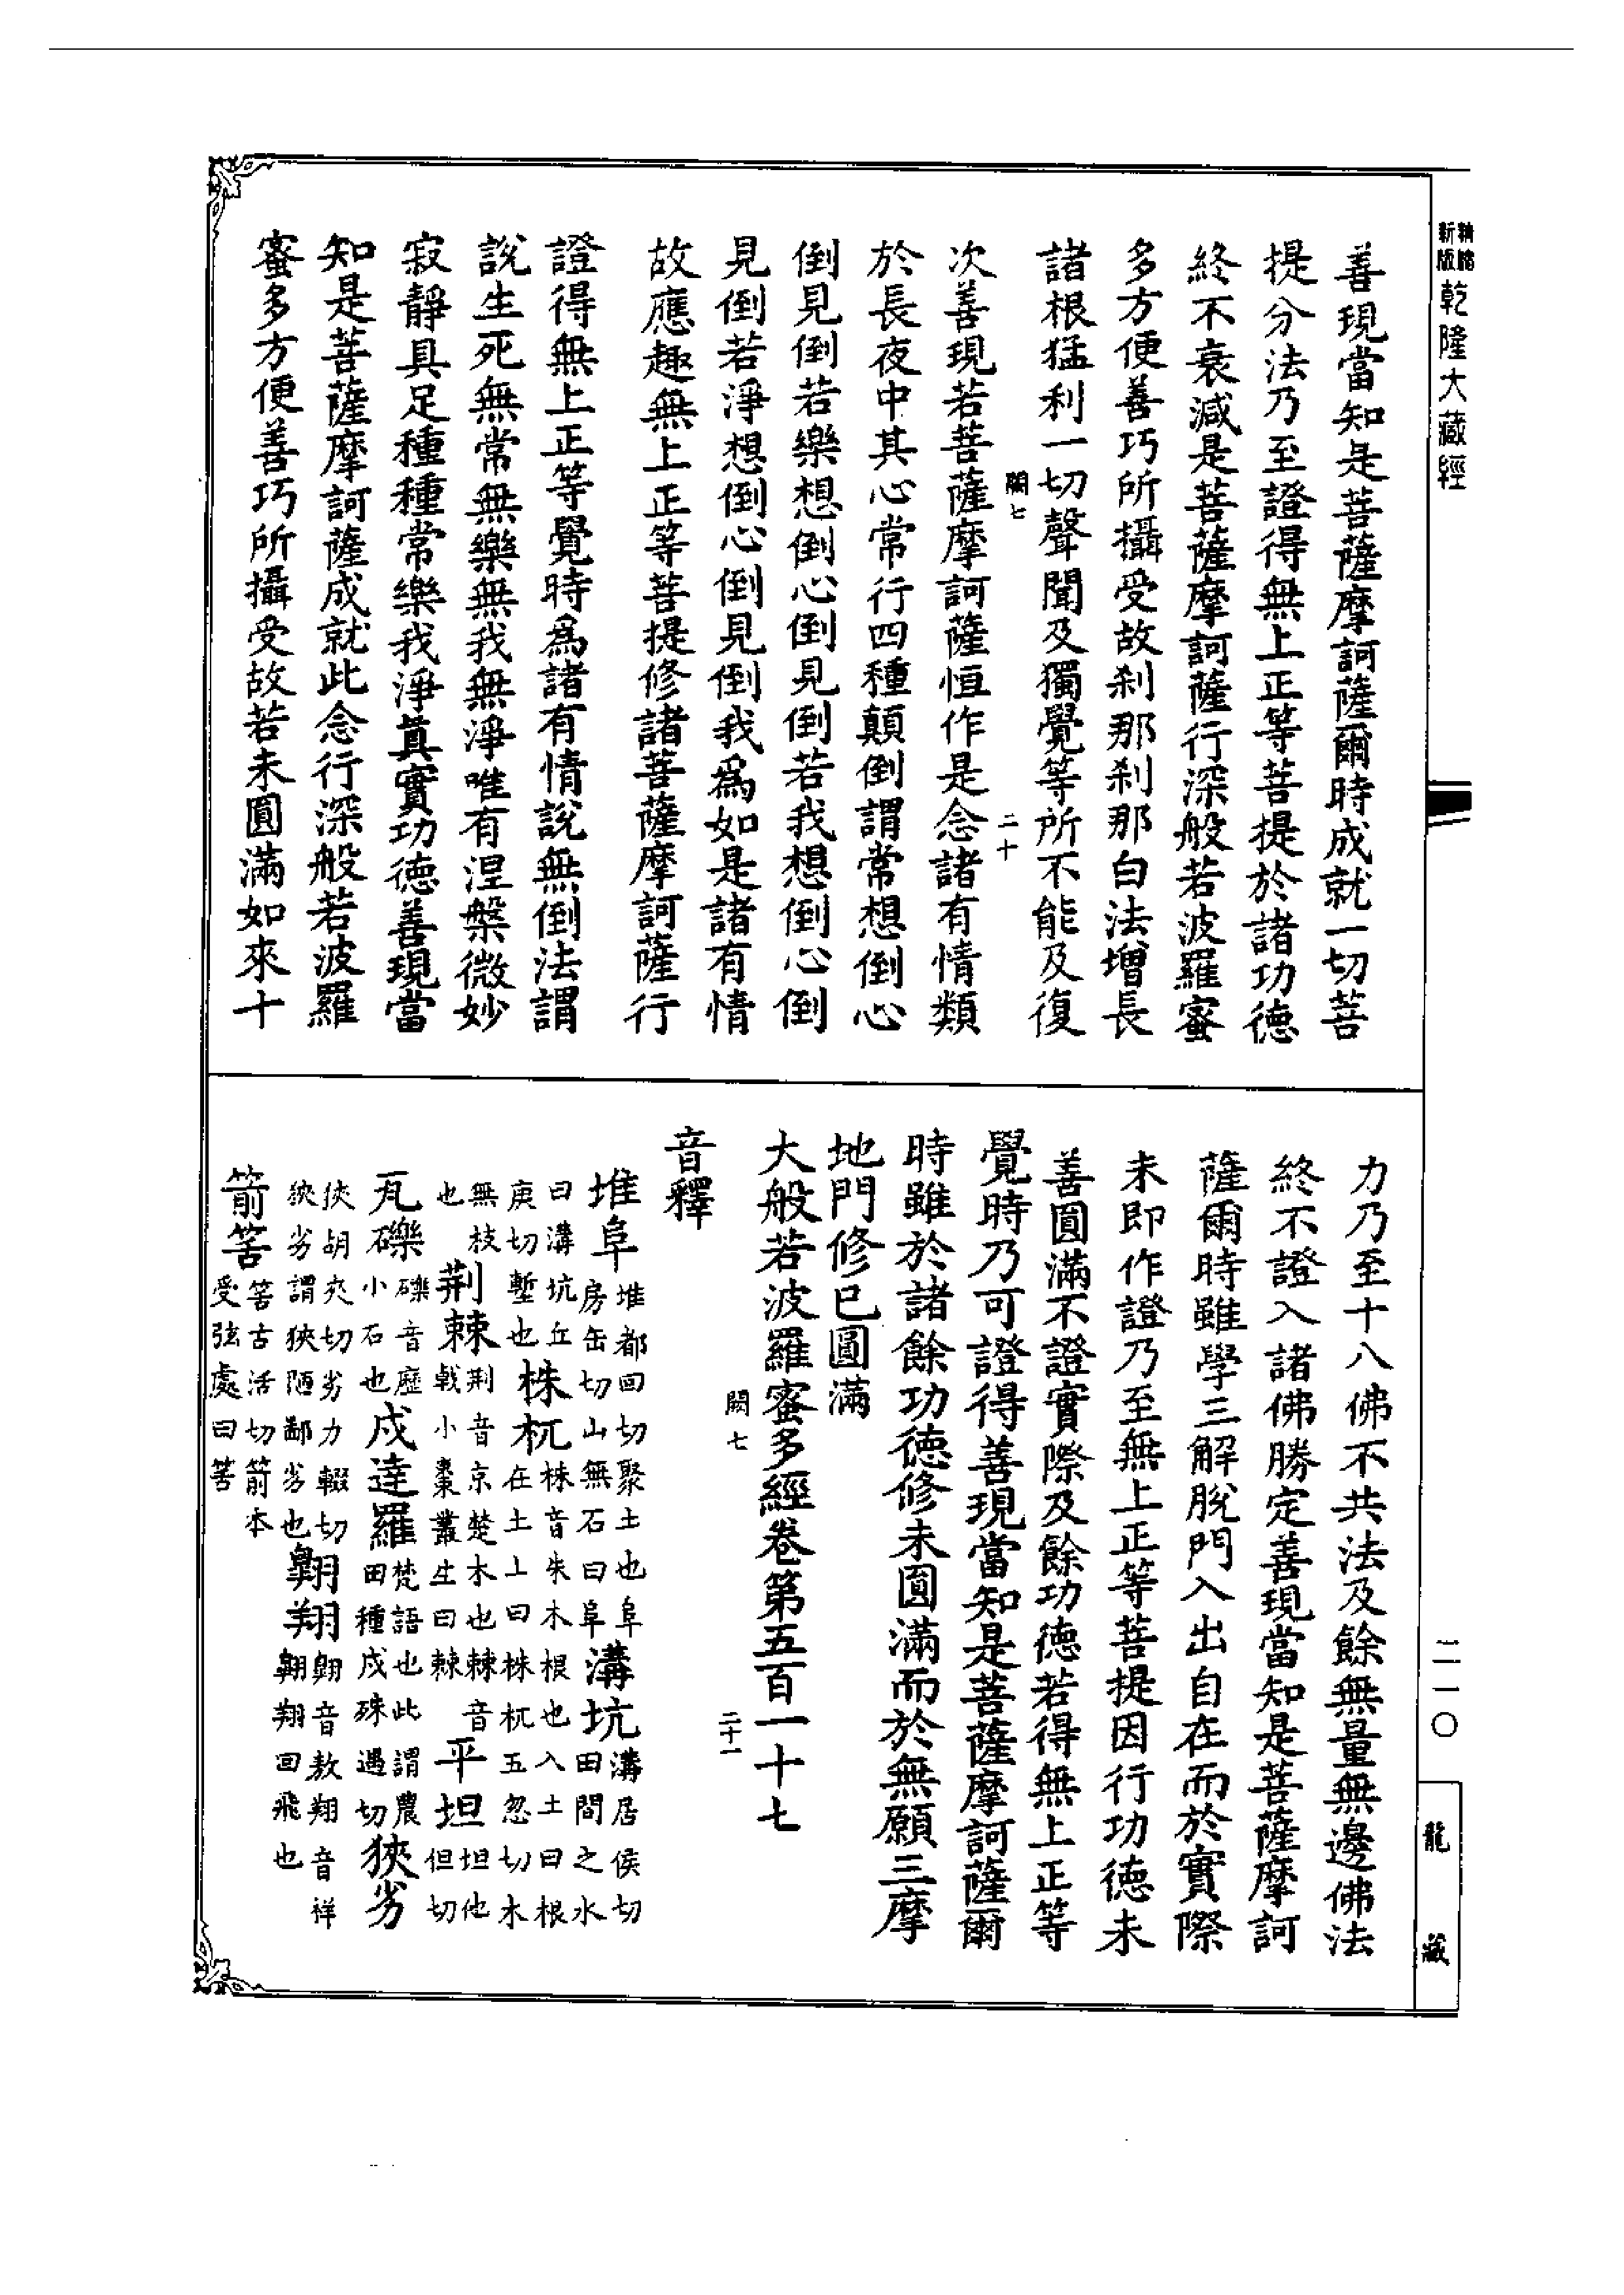 精縮
新版
乾隆大藏經
二一〇
龍藏
善現當知是菩薩摩訶薩爾時成就一切菩
提分法乃至證得無上正等菩提於諸功德
終不衰減是菩薩摩訶薩行深般若波羅蜜
多方便善巧所攝受故刹那刹那白法增長
諸根猛利一切聲聞及獨覺等所不能及復
闕七
二十
次善現若菩薩摩訶薩恒作是念諸有情類
於長夜中其心常行四種顛倒謂常想倒心
倒見倒若樂想倒心倒見倒若我想倒心倒
見倒若淨想倒心倒見倒我爲如是諸有情
故應趣無上正等菩提修諸菩薩摩訶薩行
證得無上正等覺時爲諸有情說無倒法謂
說生死無常無樂無我無淨唯有涅槃微妙
寂靜具足種種常樂我淨真實功德善現當
知是菩薩摩訶薩成就此念行深般若波羅
蜜多方便善巧所攝受故若未圓滿如來十
力乃至十八佛不共法及餘無量無邊佛法
終不證入諸佛勝定善現當知是菩薩摩訶
薩爾時雖學三解脫門入出自在而於實際
未即作證乃至無上正等菩提因行功德未
善圓滿不證實際及餘功德若得無上正等
覺時乃可證得善現當知是菩薩摩訶薩爾
時雖於諸餘功德修未圓滿而於無願三摩
地門修已圓滿
大般若波羅蜜多經卷第五百一十七
闕七
二十一
音釋
堆阜堆都回切聚土也阜房缶切山無石曰阜溝坑溝居侯切田間之水
曰溝坑丘庚切塹也株杌株音朱木根也入土曰根在土上曰株杌五忽切木
無枝也荆棘荆音京楚木也棘音戟小棗叢生曰棘平坦坦他但切
瓦礫礫音歷小石也戍達羅梵語也此謂農田種戍殊遇切狹劣
狹胡夾切劣力輟切狹劣謂狹陋鄙劣也翺翔翺音敖翔音祥翺翔回飛也
箭筈筈古活切箭本受弦處曰筈